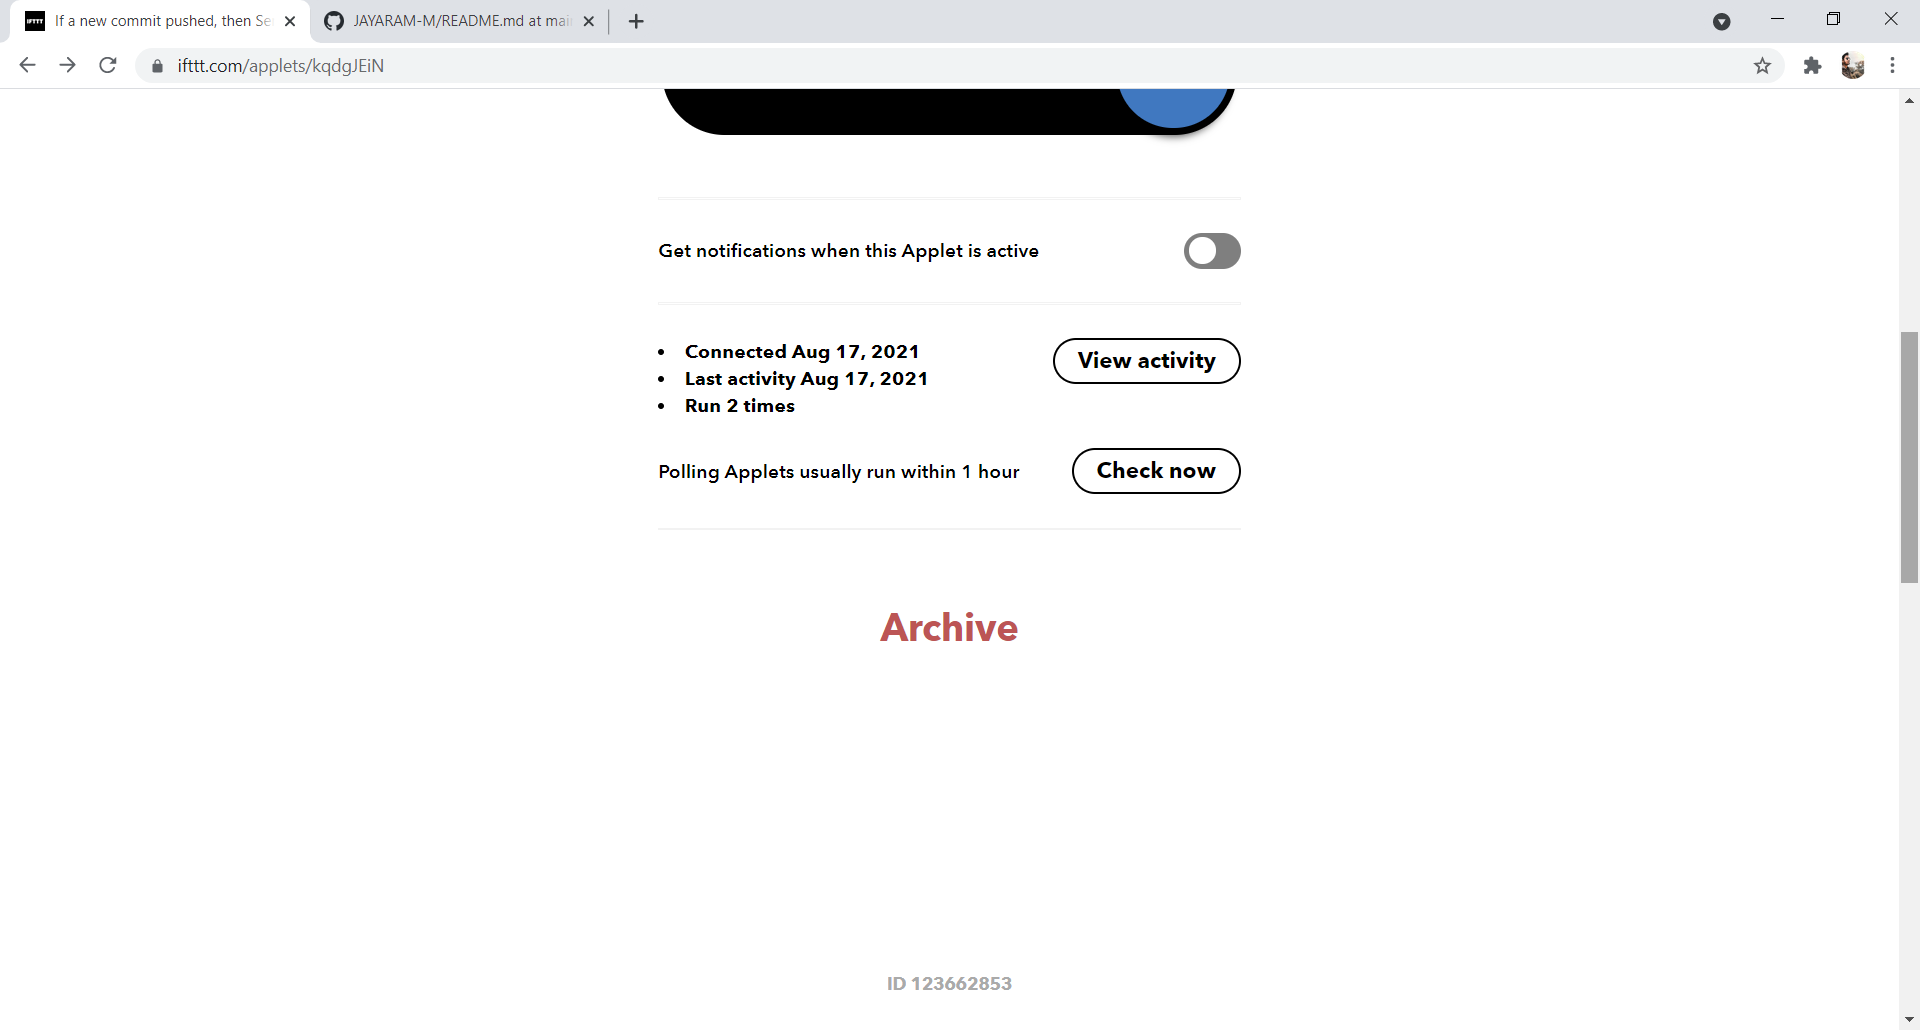 IFTTT
If a new commit pushed, then Se
JAYARAM-M/README.md at mai
ifttt.com/applets/kqdgJEiN
Get notifications when this Applet is active
Connected Aug 17, 2021
Last activity Aug 17, 2021
Run 2 times
View activity
Polling Applets usually run within 1 hour
Check now
Archive
ID 123662853